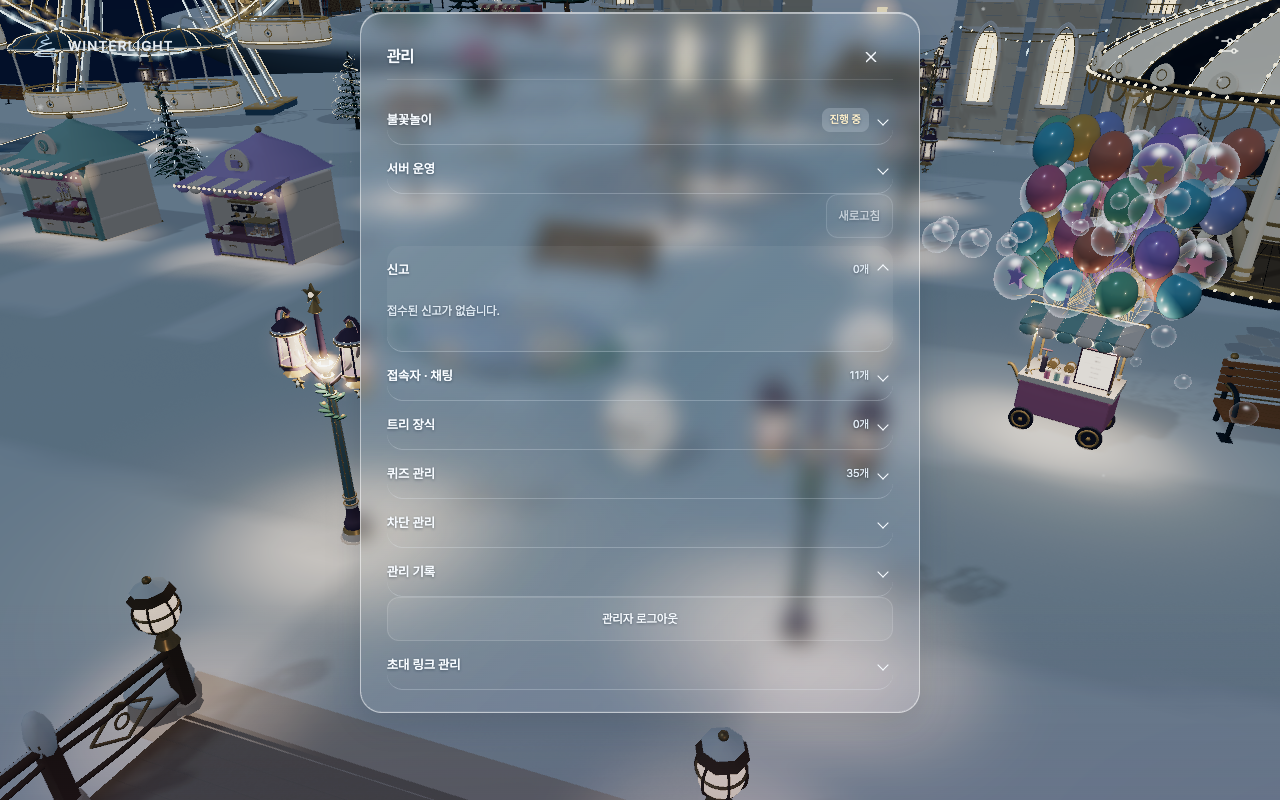 WINTERLIGHT
관리
불꽃놀이 진행 중
서버 운영
새로고침
신고 0개
접수된 신고가 없습니다.
접속자 · 채팅 11개
트리 장식 0개
퀴즈 관리 35개
차단 관리
관리 기록
관리자 로그아웃
초대 링크 관리